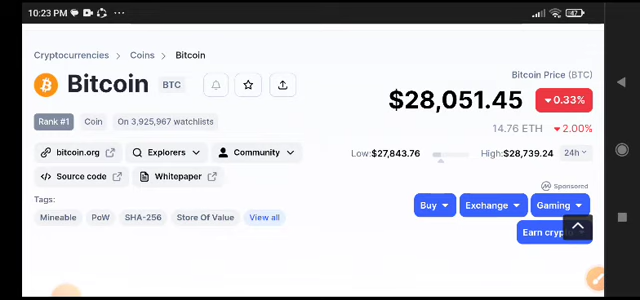 10:23 PM
47
Cryptocurrencies > Coins > Bitcoin
Bitcoin BTC
Bitcoin Price (BTC)
$28,051.45 0.33%
14.76 ETH 2.00%
Rank #1 Coin On 3,925,967 watchlists
Low:$27,843.76 High:$28,739.24 24h
bitcoin.org Explorers Community
Source code Whitepaper
Sponsored
Tags:
Buy Exchange Gaming
Mineable PoW SHA-256 Store Of Value View all
Earn crypto